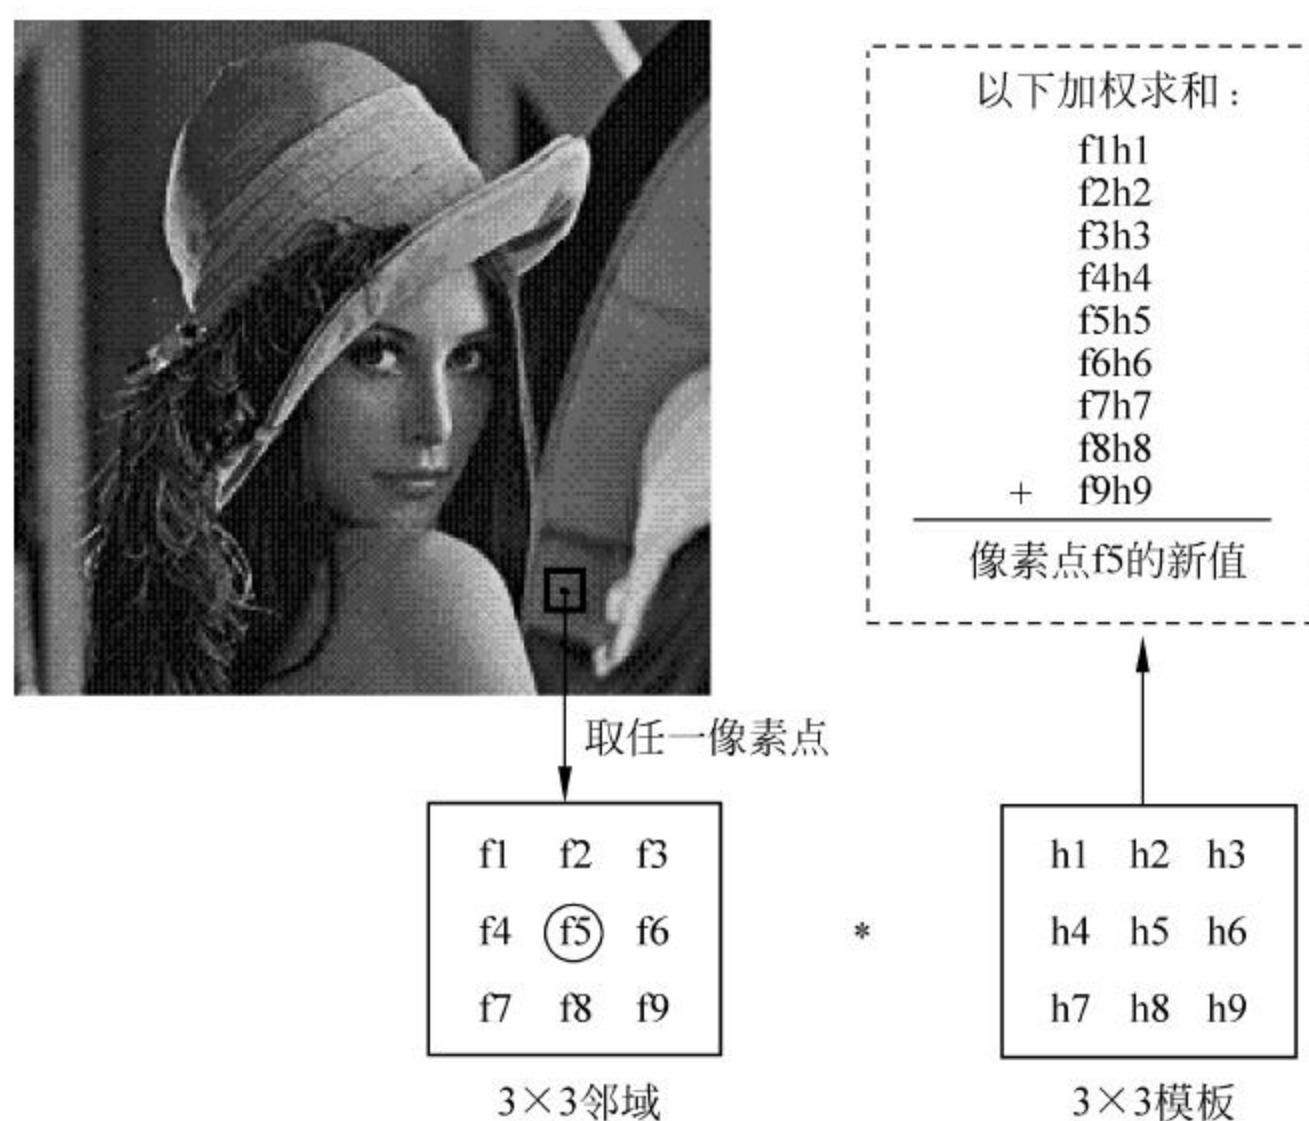 以下加权求和：
f1h1
f2h2
f3h3
f4h4
f5h5
f6h6
f7h7
f8h8
+ f9h9
像素点f5的新值
取任一像素点
f1 f2 f3
f4 f5 f6
f7 f8 f9
*
h1 h2 h3
h4 h5 h6
h7 h8 h9
3×3邻域
3×3模板